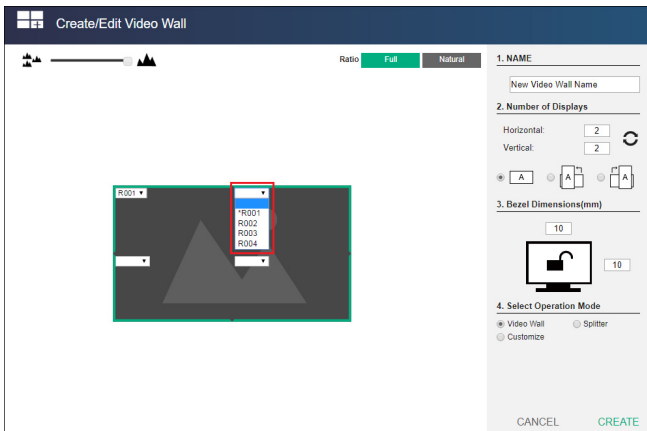 Create/Edit Video Wall
Ratio Full Natural
R001
*R001
R002
R003
R004
1. NAME
New Video Wall Name
2. Number of Displays
Horizontal: 2
Vertical: 2
A A A
3. Bezel Dimensions(mm)
10
10
4. Select Operation Mode
Video Wall Splitter
Customize
CANCEL CREATE